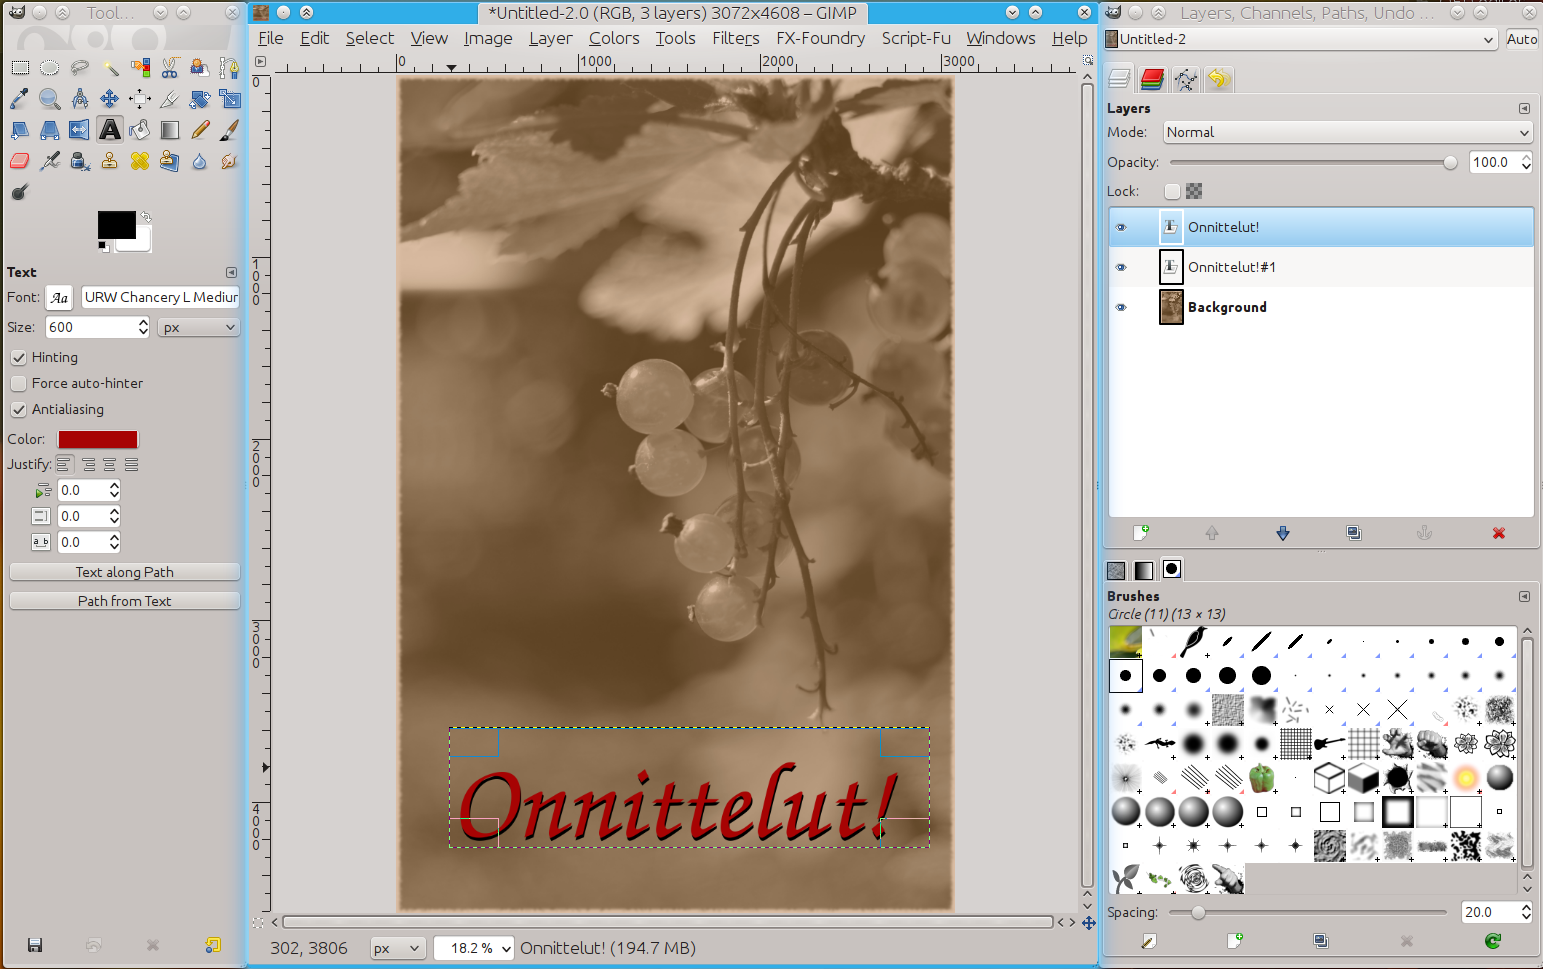 Tool...
*Untitled-2.0 (RGB, 3 layers) 3072x4608 – GIMP
Layers, Channels, Paths, Undo ...
File Edit Select View Image Layer Colors Tools Filters FX-Foundry Script-Fu Windows Help
Untitled-2
Auto
0 1000 2000 3000
0
1000
2000
3000
4000
Text
Font: Aa URW Chancery L Mediur
Size: 600 px
Hinting
Force auto-hinter
Antialiasing
Color:
Justify:
0.0
0.0
a b 0.0
Text along Path
Path from Text
Onnittelut!
302, 3806 px 18.2 % Onnittelut! (194.7 MB)
Layers
Mode: Normal
Opacity: 100.0
Lock:
Onnittelut!
Onnittelut!#1
Background
Brushes
Circle (11) (13 × 13)
Spacing: 20.0